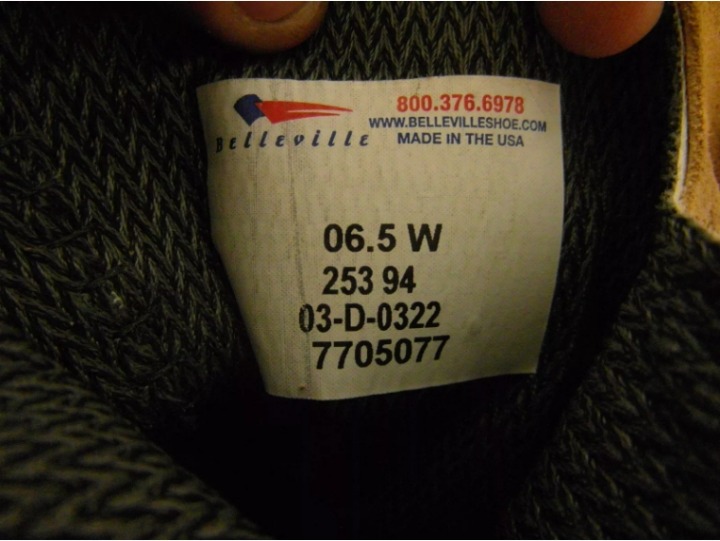 Belleville
800.376.6978
WWW.BELLEVILLESHOE.COM
MADE IN THE USA
06.5 W
253 94
03-D-0322
7705077